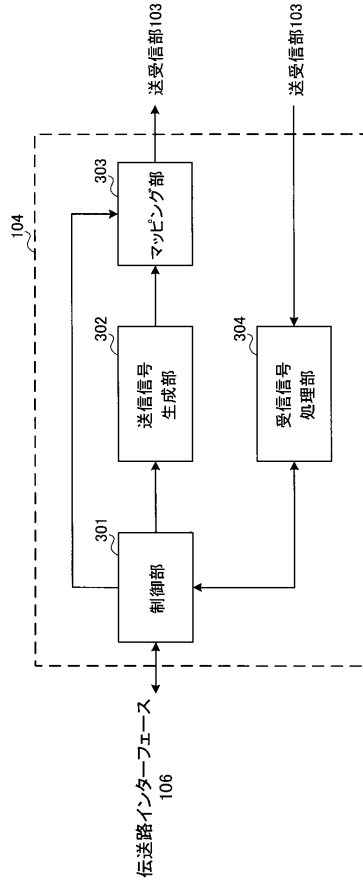 104
伝送路インターフェース
106
301
制御部
302
送信信号
生成部
303
マッピング部
送受信部103
304
受信信号
処理部
送受信部103